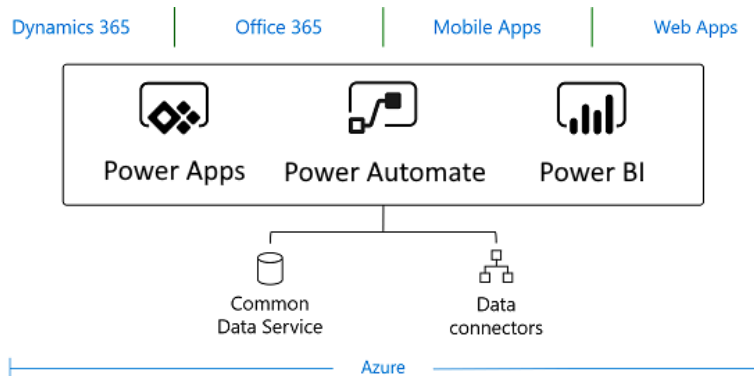 Dynamics 365 Office 365 Mobile Apps Web Apps
Power Apps Power Automate Power BI
Common Data
Data Service connectors
Azure